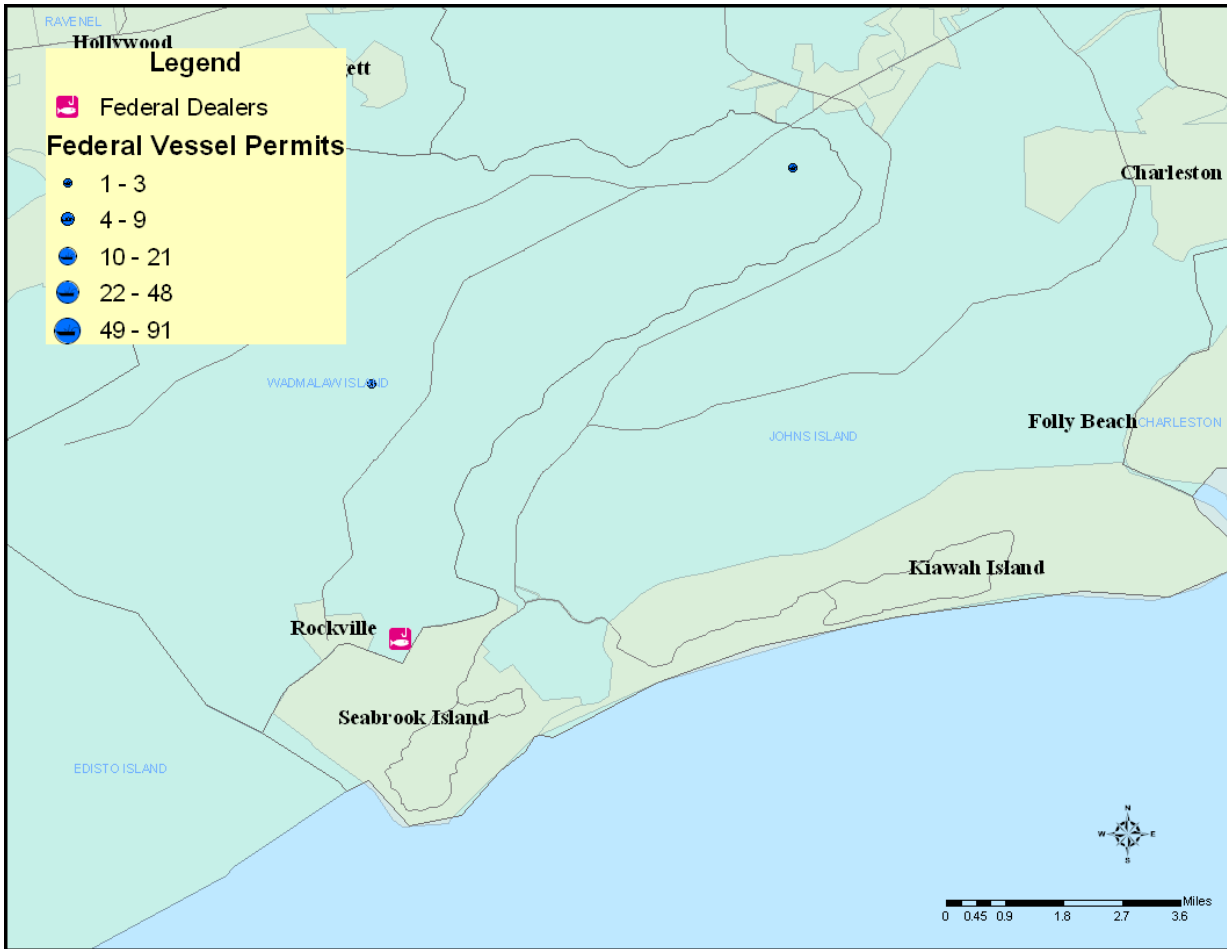 RAVENEL
Hollywood
gett
Legend
Federal Dealers
Federal Vessel Permits
1 - 3
4 - 9
10 - 21
22 - 48
49 - 91
Charleston
WADMALAW ISLAND
JOHNS ISLAND
Folly Beach
CHARLESTON
Kiawah Island
Rockville
Seabrook Island
EDISTO ISLAND
N
W E
S
Miles
0 0.45 0.9 1.8 2.7 3.6